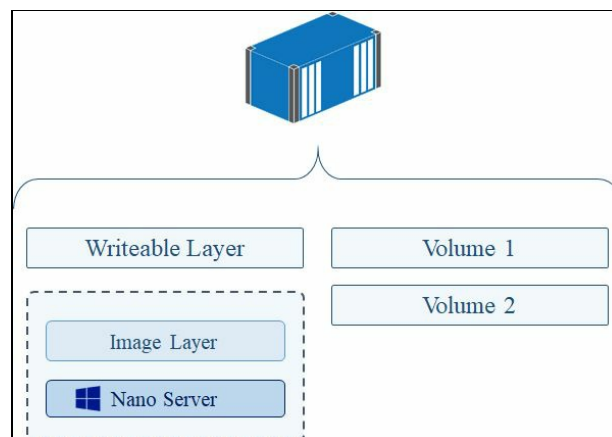 Writeable Layer
Volume 1
Volume 2
Image Layer
Nano Server